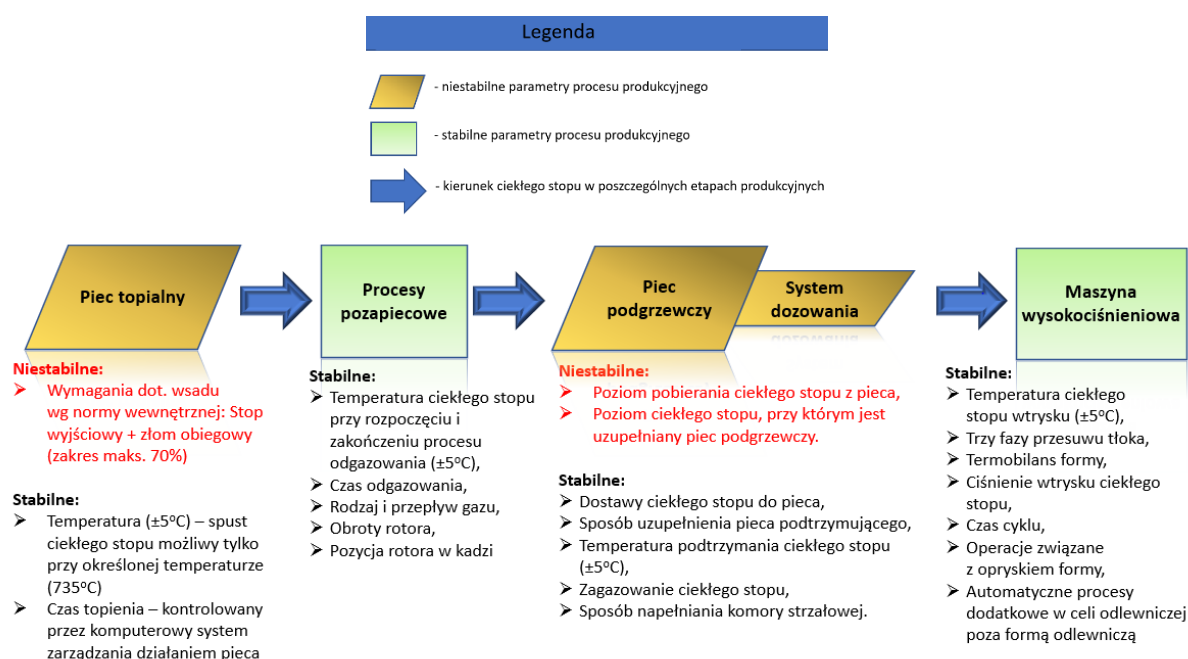 Legenda
- niestabilne parametry procesu produkcyjnego
- stabilne parametry procesu produkcyjnego
- kierunek ciekłego stopu w poszczególnych etapach produkcyjnych
Piec topialny
Niestabilne:
➢ Wymagania dot. wsadu
wg normy wewnętrznej: Stop
wyjściowy + złom obiegowy
(zakres maks. 70%)
Stabilne:
➢ Temperatura (±5ᵒC) – spust
ciekłego stopu możliwy tylko
przy określonej temperaturze
(735ᵒC)
➢ Czas topienia – kontrolowany
przez komputerowy system
zarządzania działaniem pieca
Procesy
pozapiecowe
Stabilne:
➢ Temperatura ciekłego stopu
przy rozpoczęciu i
zakończeniu procesu
odgazowania (±5ᵒC),
➢ Czas odgazowania,
➢ Rodzaj i przepływ gazu,
➢ Obroty rotora,
➢ Pozycja rotora w kadzi
Piec
podgrzewczy
System
dozowania
Niestabilne:
➢ Poziom pobierania ciekłego stopu z pieca,
➢ Poziom ciekłego stopu, przy którym jest
uzupełniany piec podgrzewczy.
Stabilne:
➢ Dostawy ciekłego stopu do pieca,
➢ Sposób uzupełnienia pieca podtrzymującego,
➢ Temperatura podtrzymania ciekłego stopu
(±5ᵒC),
➢ Zagazowanie ciekłego stopu,
➢ Sposób napełniania komory strzałowej.
Maszyna
wysokociśnieniowa
Stabilne:
➢ Temperatura ciekłego
stopu wtrysku (±5ᵒC),
➢ Trzy fazy przesuwu tłoka,
➢ Termobilans formy,
➢ Ciśnienie wtrysku ciekłego
stopu,
➢ Czas cyklu,
➢ Operacje związane
z opryskiem formy,
➢ Automatyczne procesy
dodatkowe w celi odlewniczej
poza formą odlewniczą